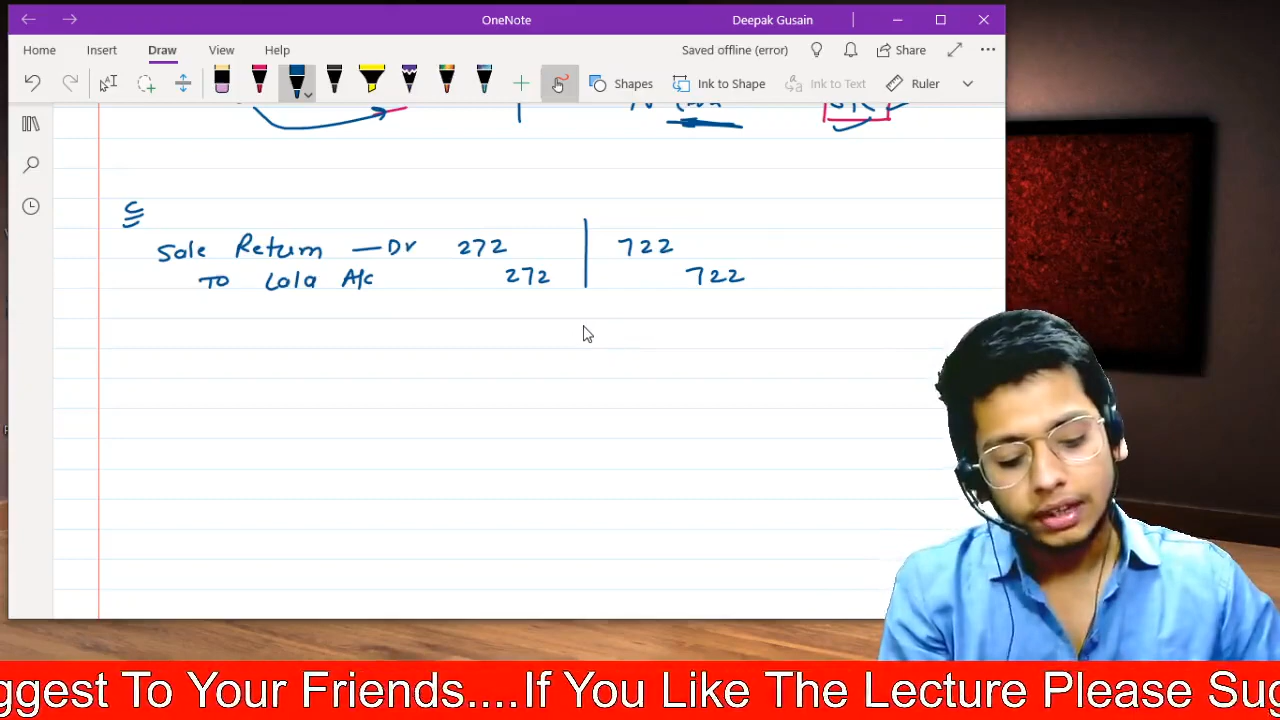 OneNote
Deepak Gusain
Home Insert Draw View Help
Saved offline (error) Share
Shapes Ink to Shape Ink to Text Ruler
C
Sale Return — Dr 272 | 722
To Lola A/c 272 | 722
ggest To Your Friends....If You Like The Lecture Please Sug